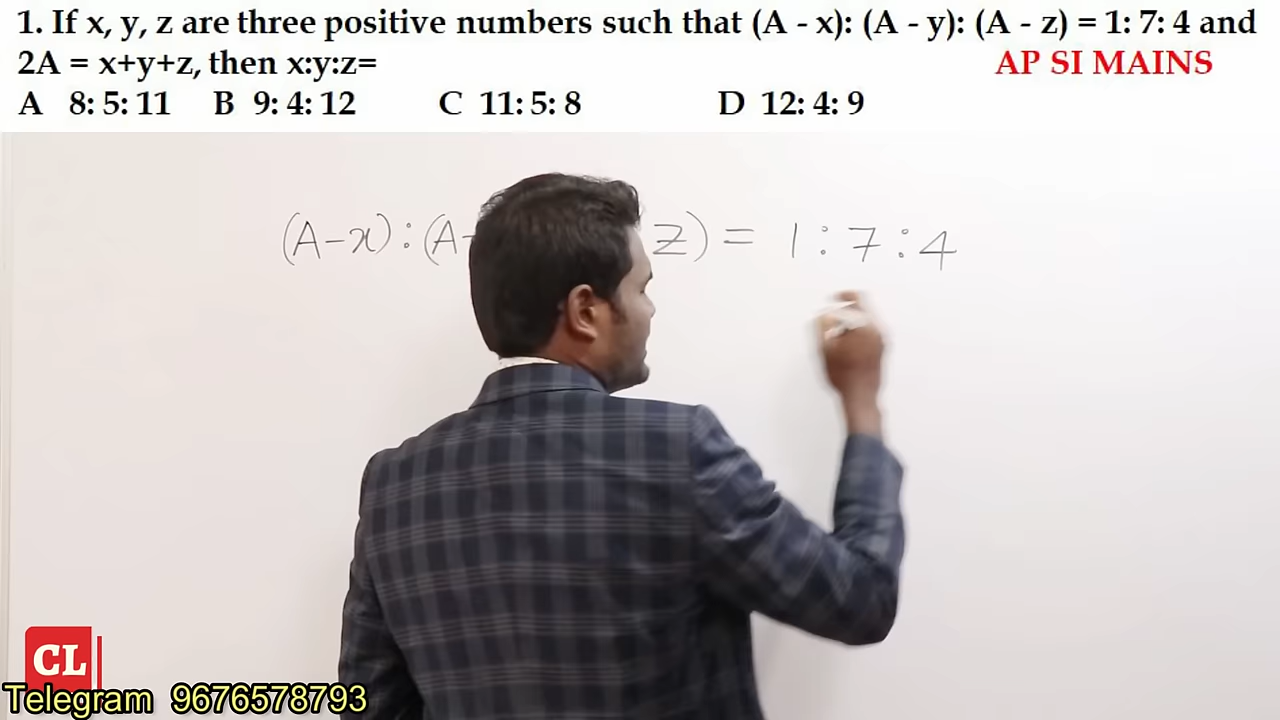 1. If x, y, z are three positive numbers such that (A - x): (A - y): (A - z) = 1: 7: 4 and
2A = x+y+z, then x:y:z=
AP SI MAINS
A 8: 5: 11 B 9: 4: 12 C 11: 5: 8 D 12: 4: 9
(A-x):(A- z) = 1:7:4
CL
Telegram 9676578793